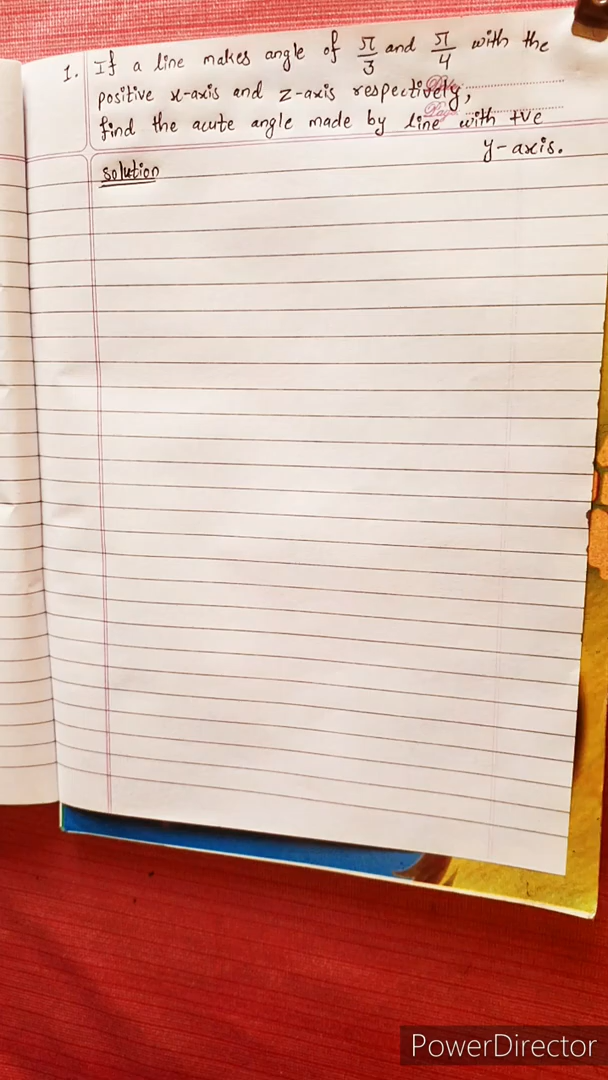 1. If a line makes angle of π/3 and π/4 with the
positive x-axis and z-axis respectively,
find the acute angle made by line with +ve
y-axis.
solution
PowerDirector